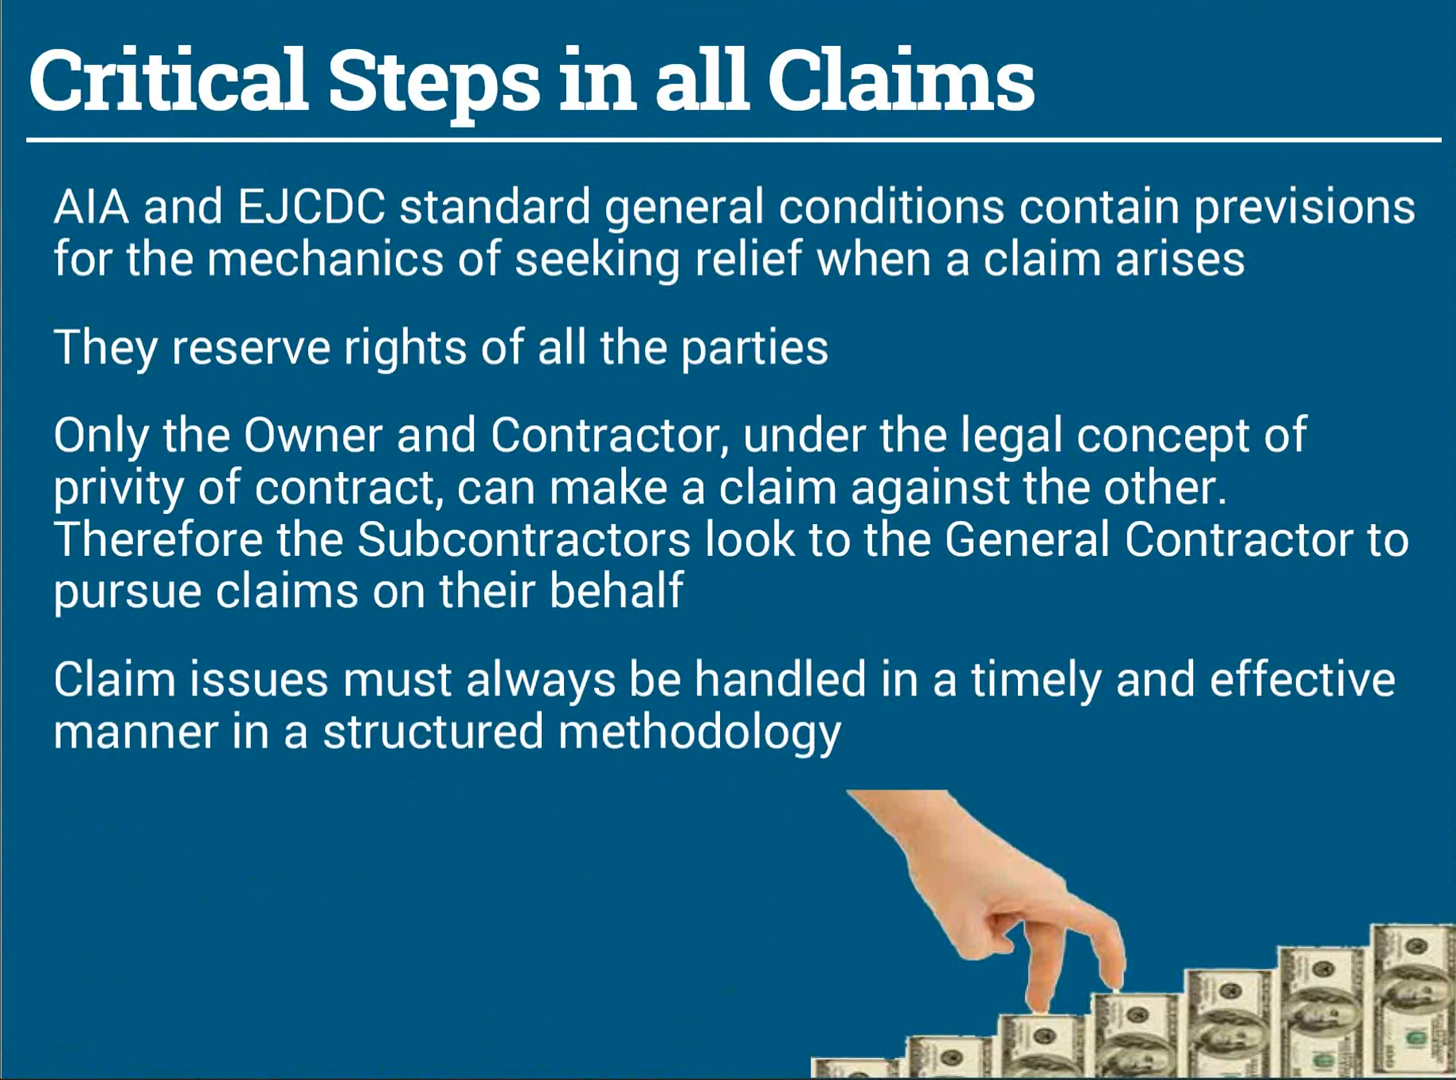 Critical Steps in all Claims
AIA and EJCDC standard general conditions contain previsions
for the mechanics of seeking relief when a claim arises
They reserve rights of all the parties
Only the Owner and Contractor, under the legal concept of
privity of contract, can make a claim against the other.
Therefore the Subcontractors look to the General Contractor to
pursue claims on their behalf
Claim issues must always be handled in a timely and effective
manner in a structured methodology